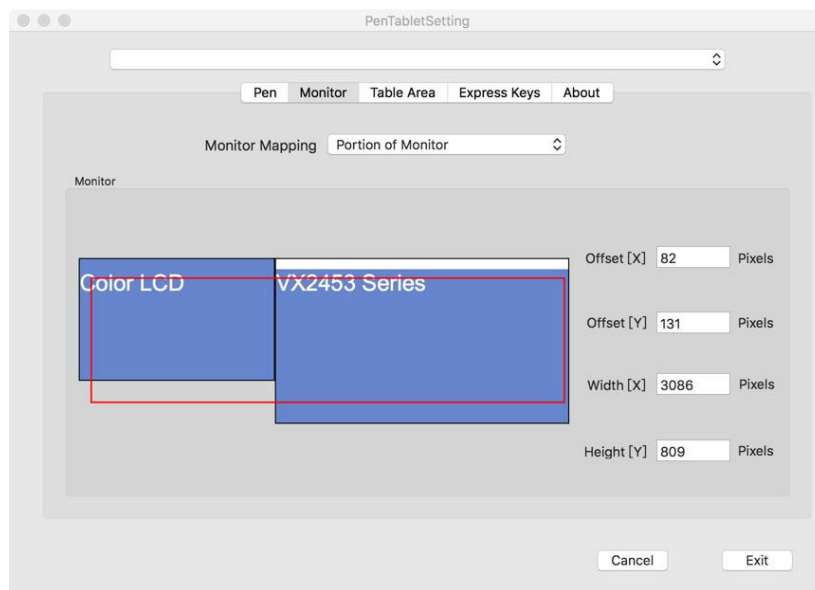 PenTabletSetting
Pen Monitor Table Area Express Keys About
Monitor Mapping Portion of Monitor
Monitor
Color LCD VX2453 Series
Offset [X] 82 Pixels
Offset [Y] 131 Pixels
Width [X] 3086 Pixels
Height [Y] 809 Pixels
Cancel Exit